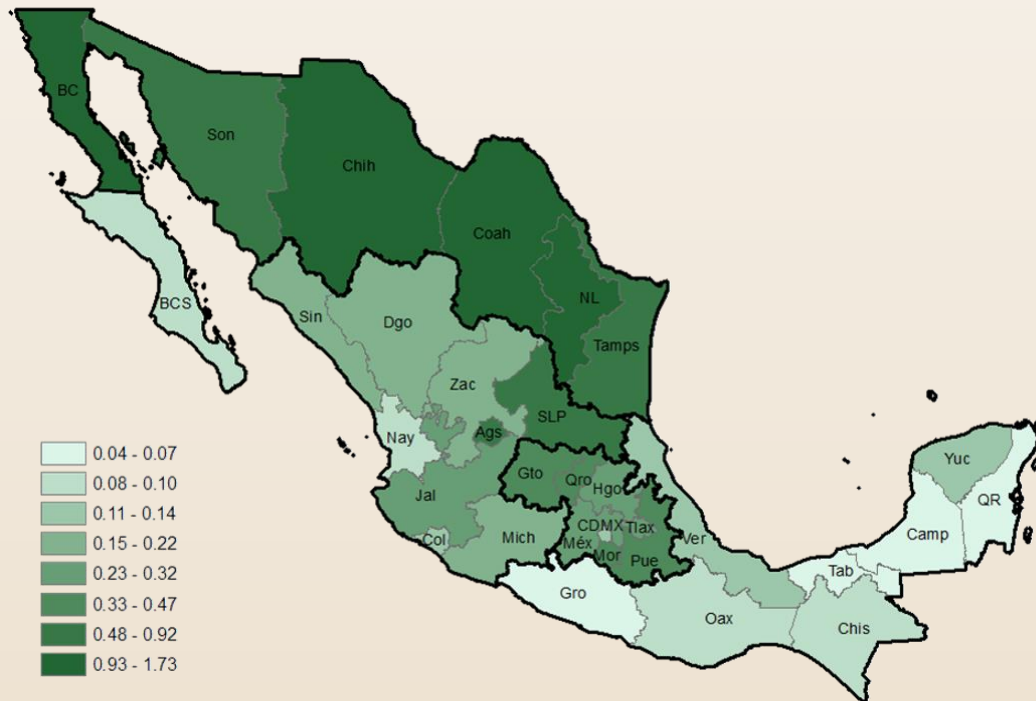 BC
Son
Chih
Coah
BCS
NL
Sin
Dgo
Tamps
Zac
SLP
Nay
Ags
Jal
Gto
Qro
Hgo
Yuc
QR
Col
Mich
CDMX
Tlax
Méx
Mor
Pue
Ver
Camp
Tab
Gro
Oax
Chis
0.04 - 0.07
0.08 - 0.10
0.11 - 0.14
0.15 - 0.22
0.23 - 0.32
0.33 - 0.47
0.48 - 0.92
0.93 - 1.73